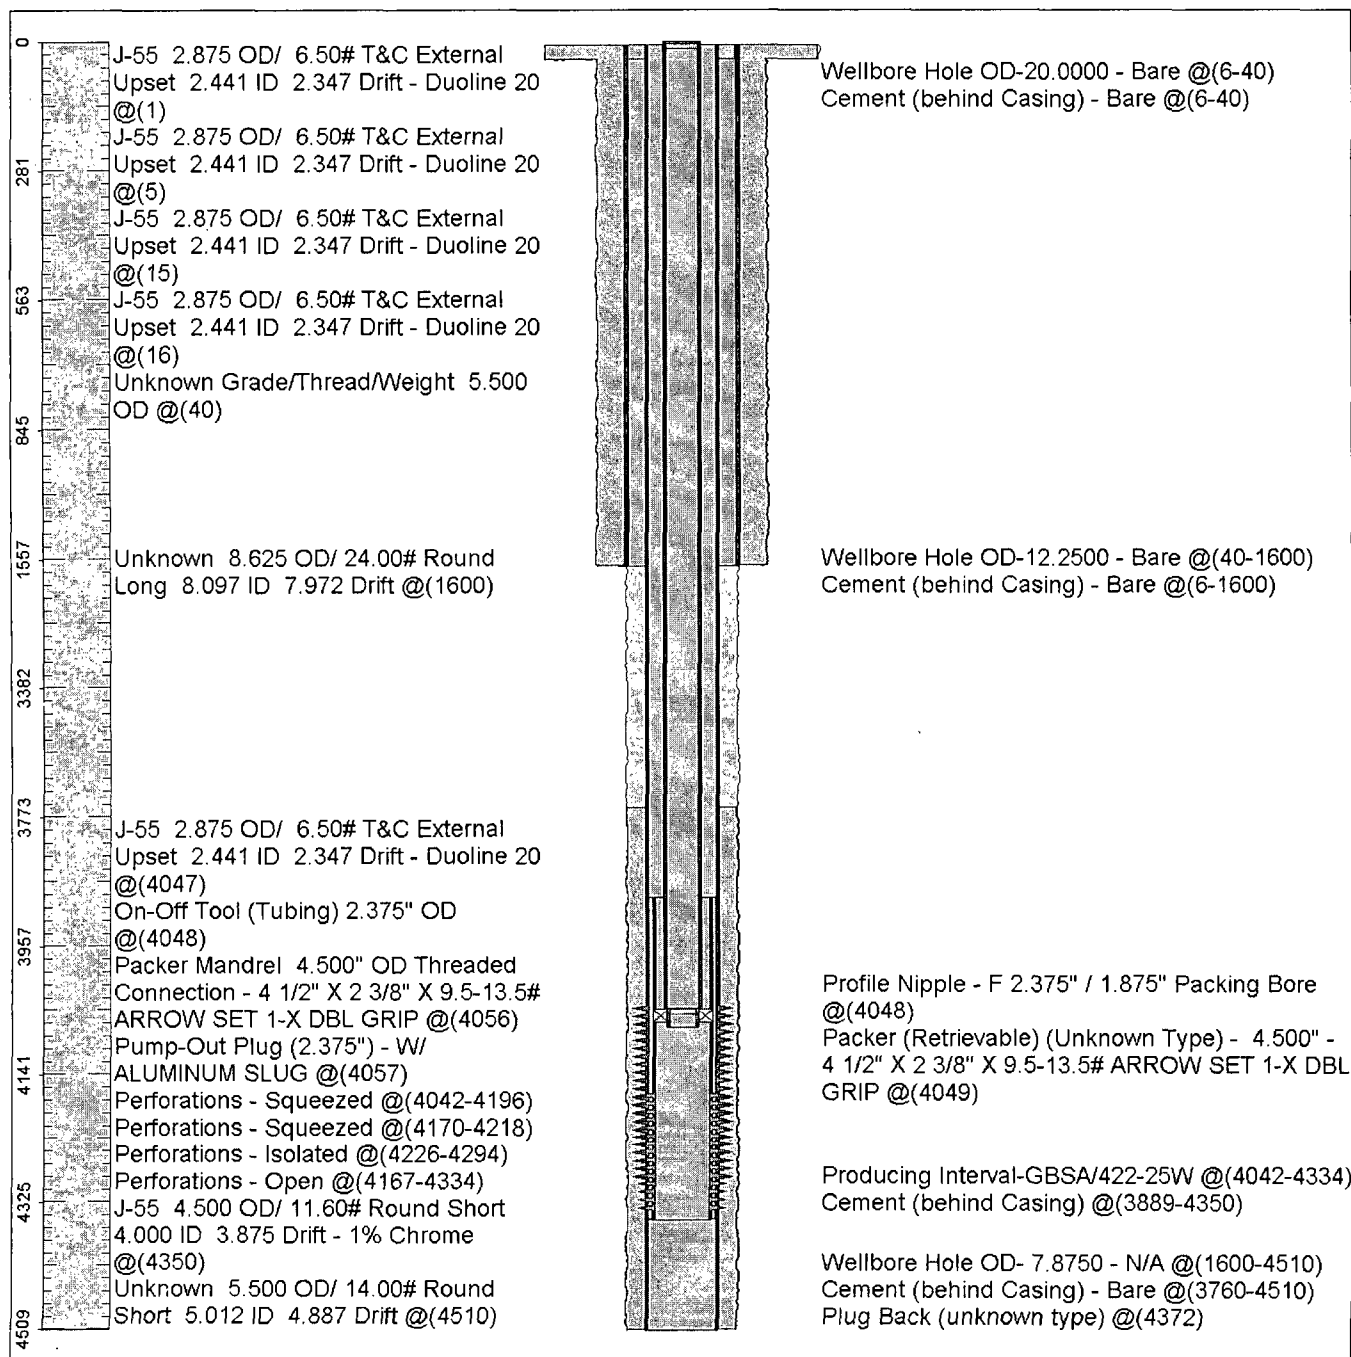 0
281
563
845
1557
3382
3773
3957
4141
4325
4509
J-55 2.875 OD/ 6.50# T&C External
Upset 2.441 ID 2.347 Drift - Duoline 20
@(1)
J-55 2.875 OD/ 6.50# T&C External
Upset 2.441 ID 2.347 Drift - Duoline 20
@(5)
J-55 2.875 OD/ 6.50# T&C External
Upset 2.441 ID 2.347 Drift - Duoline 20
@(15)
J-55 2.875 OD/ 6.50# T&C External
Upset 2.441 ID 2.347 Drift - Duoline 20
@(16)
Unknown Grade/Thread/Weight 5.500
OD @(40)
Unknown 8.625 OD/ 24.00# Round
Long 8.097 ID 7.972 Drift @(1600)
J-55 2.875 OD/ 6.50# T&C External
Upset 2.441 ID 2.347 Drift - Duoline 20
@(4047)
On-Off Tool (Tubing) 2.375" OD
@(4048)
Packer Mandrel 4.500" OD Threaded
Connection - 4 1/2" X 2 3/8" X 9.5-13.5#
ARROW SET 1-X DBL GRIP @(4056)
Pump-Out Plug (2.375") - W/
ALUMINUM SLUG @(4057)
Perforations - Squeezed @(4042-4196)
Perforations - Squeezed @(4170-4218)
Perforations - Isolated @(4226-4294)
Perforations - Open @(4167-4334)
J-55 4.500 OD/ 11.60# Round Short
4.000 ID 3.875 Drift - 1% Chrome
@(4350)
Unknown 5.500 OD/ 14.00# Round
Short 5.012 ID 4.887 Drift @(4510)
Wellbore Hole OD-20.0000 - Bare @(6-40)
Cement (behind Casing) - Bare @(6-40)
Wellbore Hole OD-12.2500 - Bare @(40-1600)
Cement (behind Casing) - Bare @(6-1600)
Profile Nipple - F 2.375" / 1.875" Packing Bore
@(4048)
Packer (Retrievable) (Unknown Type) - 4.500" -
4 1/2" X 2 3/8" X 9.5-13.5# ARROW SET 1-X DBL
GRIP @(4049)
Producing Interval-GBSA/422-25W @(4042-4334)
Cement (behind Casing) @(3889-4350)
Wellbore Hole OD- 7.8750 - N/A @(1600-4510)
Cement (behind Casing) - Bare @(3760-4510)
Plug Back (unknown type) @(4372)